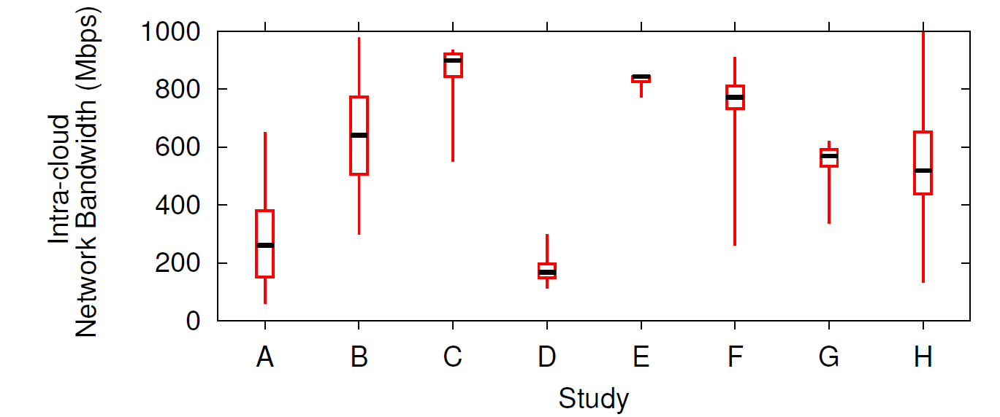 Intra-cloud
Network Bandwidth (Mbps)
1000
800
600
400
200
0
A B C D E F G H
Study